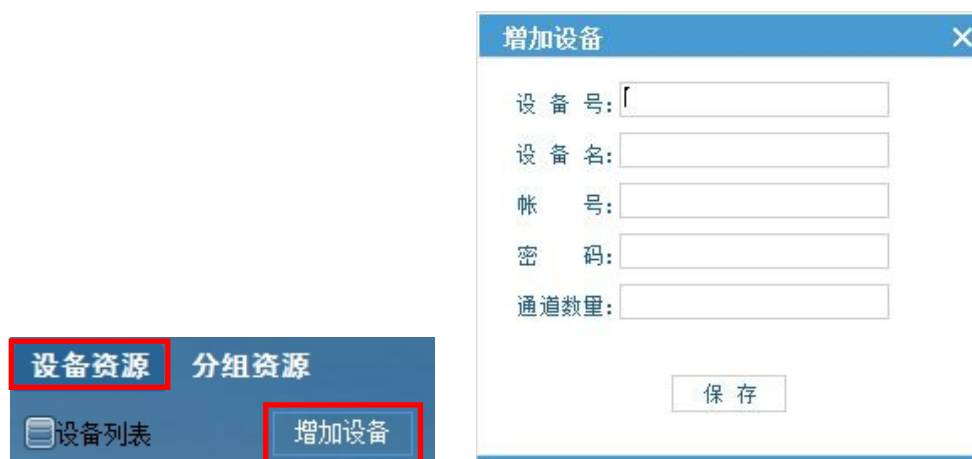 增加设备
设 备 号:
设 备 名:
帐 号:
密 码:
通道数量:
保 存
设备资源 分组资源
设备列表 增加设备